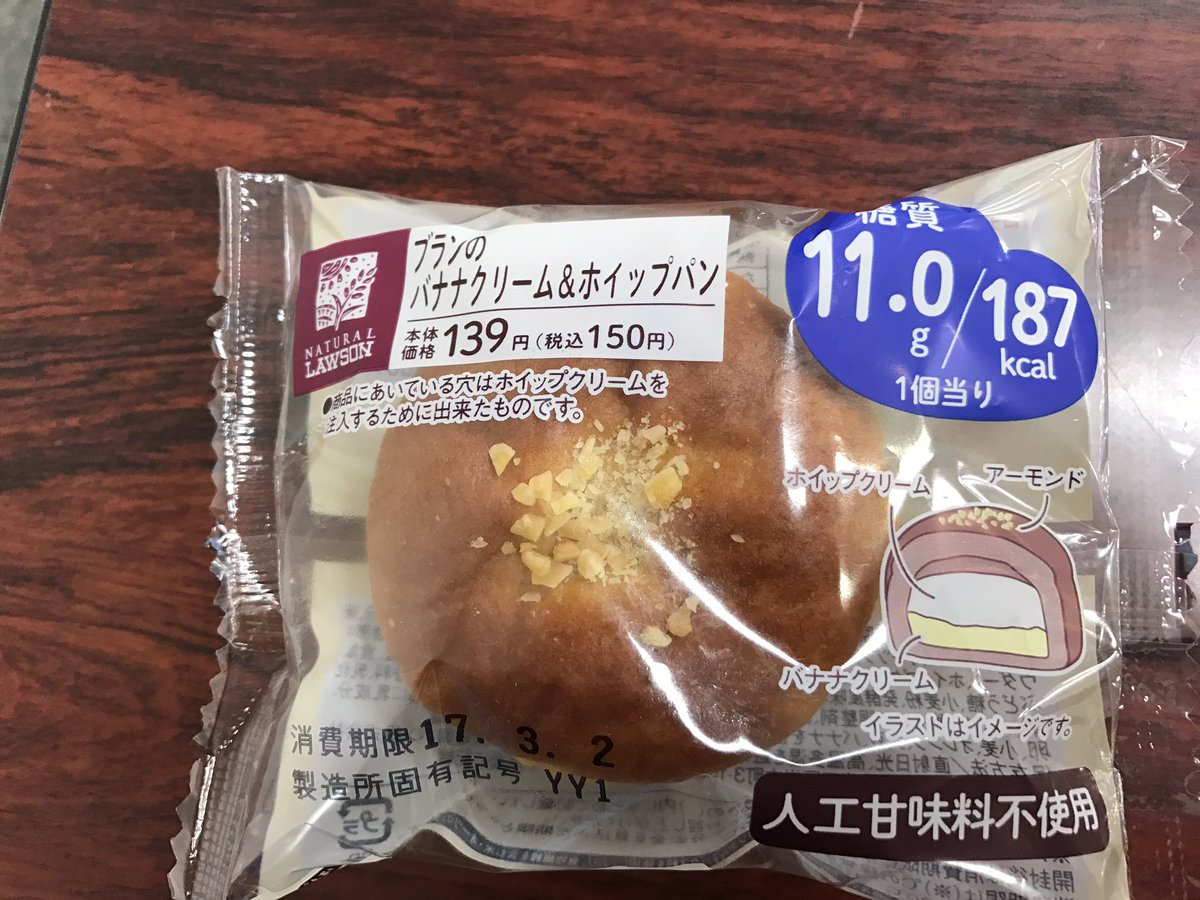 NATURAL
LAWSON
ブランの
バナナクリーム&ホイップパン
本体価格139円(税込150円)
●商品にあいている穴はホイップクリームを
注入するために出来たものです。
糖質
11.0g/187kcal
1個当り
ホイップクリーム
アーモンド
バナナクリーム
イラストはイメージです。
消費期限17.3.2
製造所固有記号 YY1
人工甘味料不使用